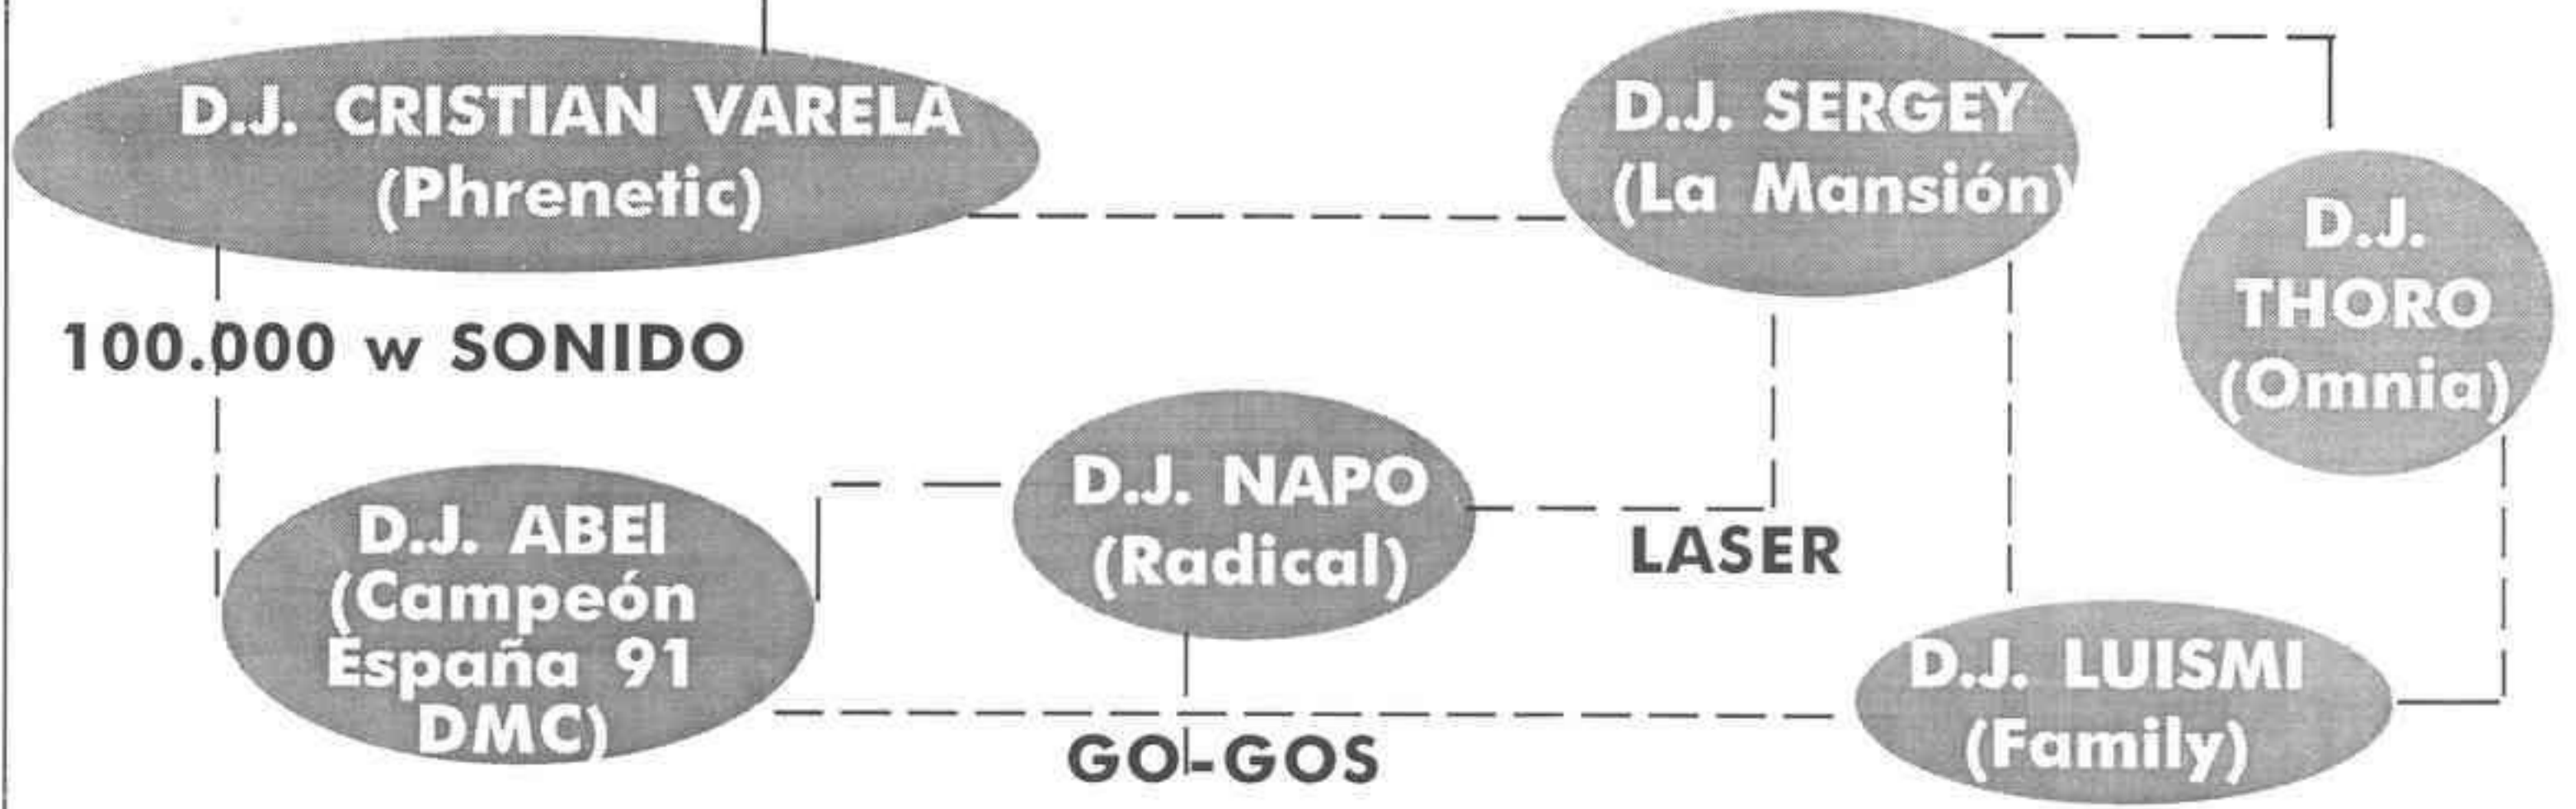 D.J. CRISTIAN VARELA
(Phrenetic)
D.J. SERGEY
(La Mansión)
D.J.
THORO
(Omnia)
100.000 w SONIDO
D.J. NAPO
(Radical)
LASER
D.J. ABEl
(Campeón
España 91
DMC)
D.J. LUISMI
(Family)
GO-GOS